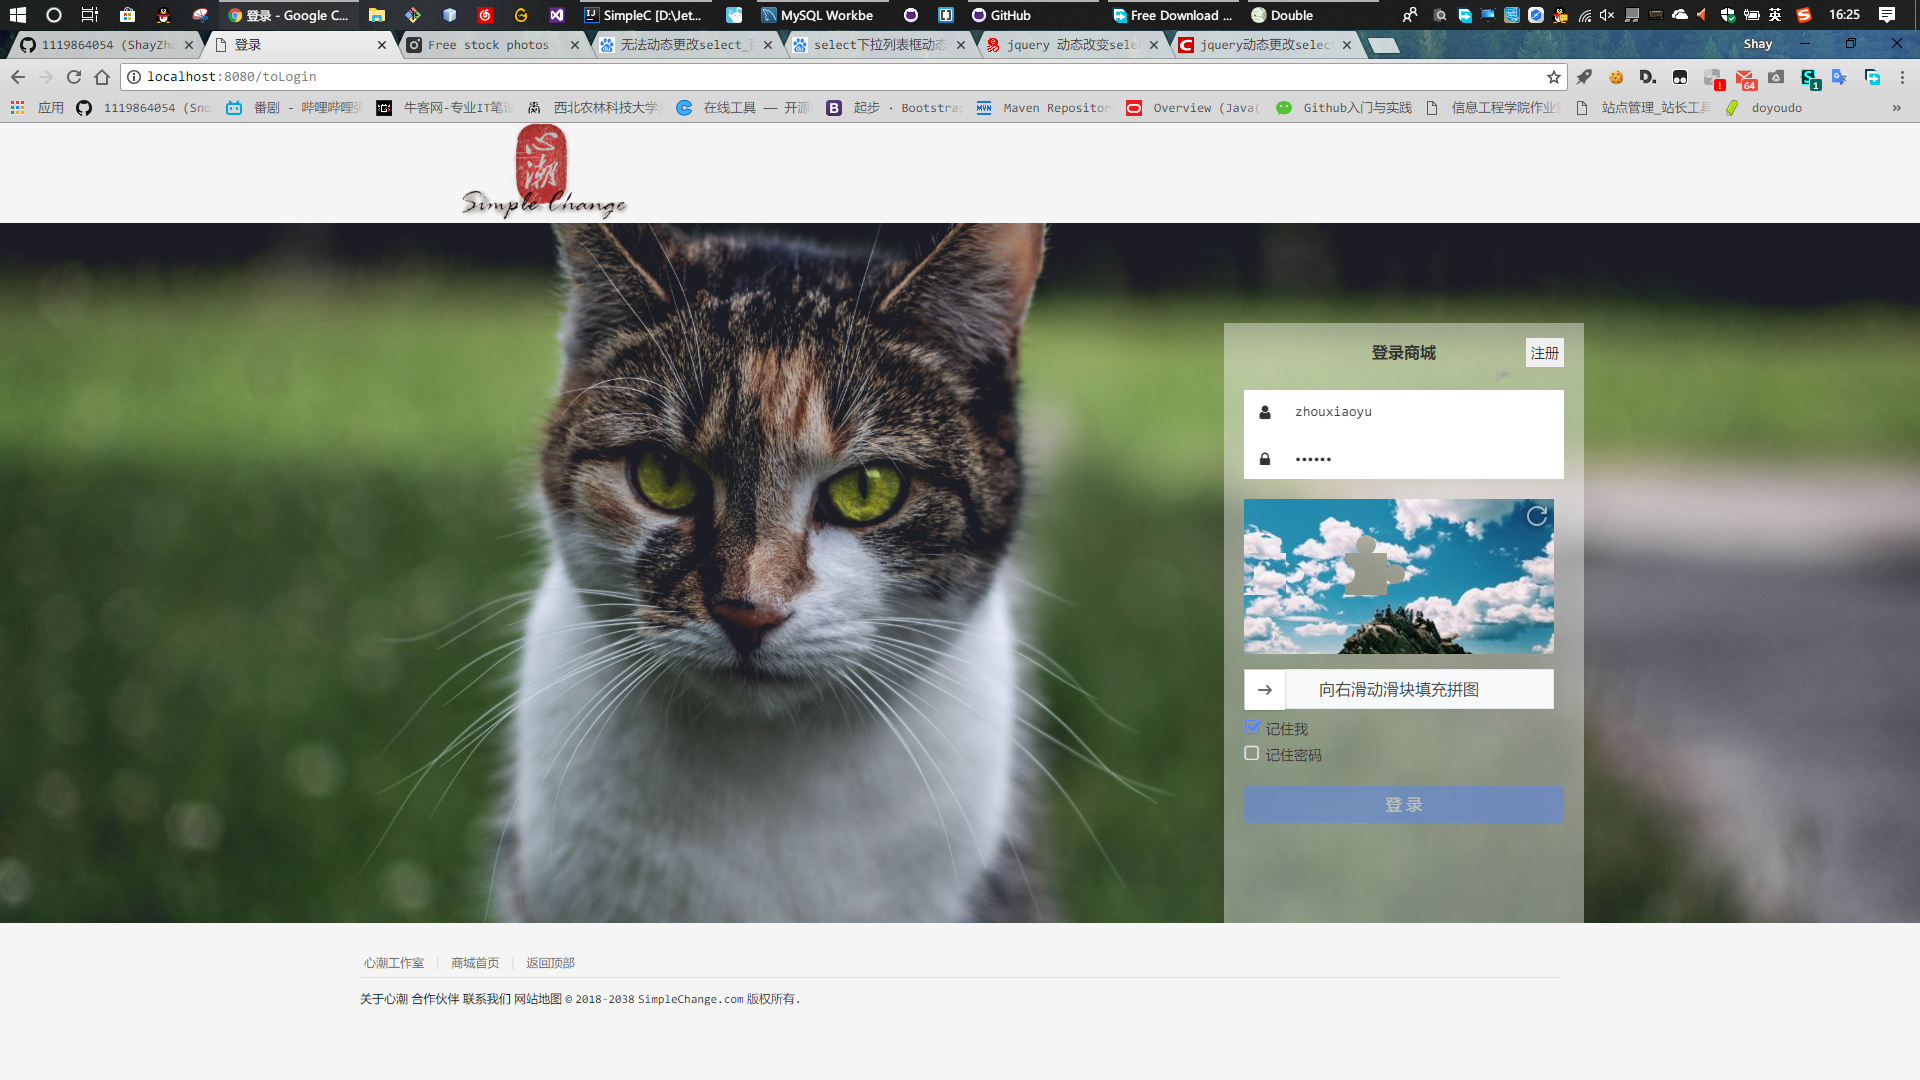 登录 - Google C...
SimpleC [D:\Jet...
MySQL Workbe
GitHub
Free Download ...
Double
英
16:25
1119864054 (ShayZh
登录
Free stock photos
无法动态更改select_
select下拉列表框动态
jquery 动态改变sele
jquery动态更改select
Shay
localhost:8080/toLogin
应用
1119864054 (Sno
番剧 - 哔哩哔哩弹
牛客网-专业IT笔试
西北农林科技大学
在线工具 —— 开源
起步 · Bootstrap
Maven Repositor
Overview (Java(
Github入门与实践
信息工程学院作业
站点管理_站长工具
doyoudo
»
心潮
Simple Change
登录商城
注册
zhouxiaoyu
••••••
向右滑动滑块填充拼图
记住我
记住密码
登 录
心潮工作室 | 商城首页 | 返回顶部
关于心潮 合作伙伴 联系我们 网站地图 © 2018-2038 SimpleChange.com 版权所有.